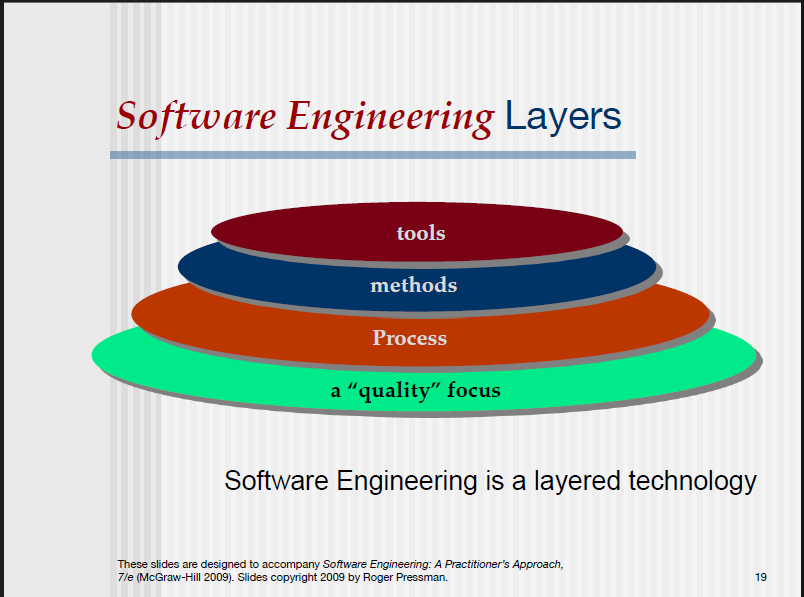 Software Engineering Layers
tools
methods
Process
a “quality” focus
Software Engineering is a layered technology
These slides are designed to accompany Software Engineering: A Practitioner’s Approach,
7/e (McGraw-Hill 2009). Slides copyright 2009 by Roger Pressman.
19